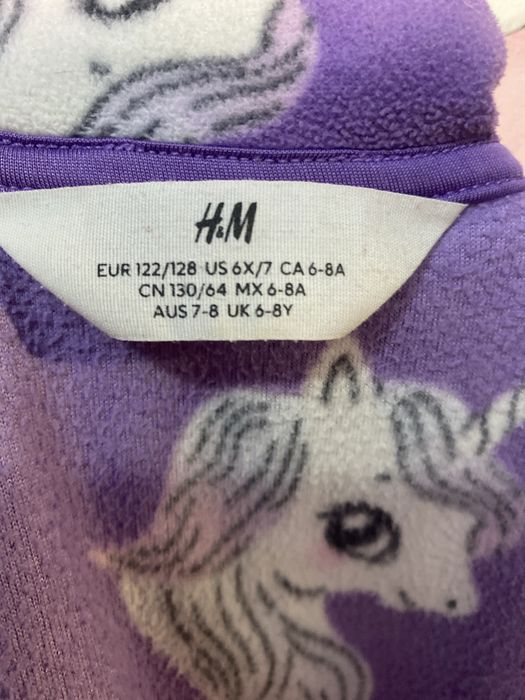 H&M
EUR 122/128 US 6X/7 CA 6-8A
CN 130/64 MX 6-8A
AUS 7-8 UK 6-8Y